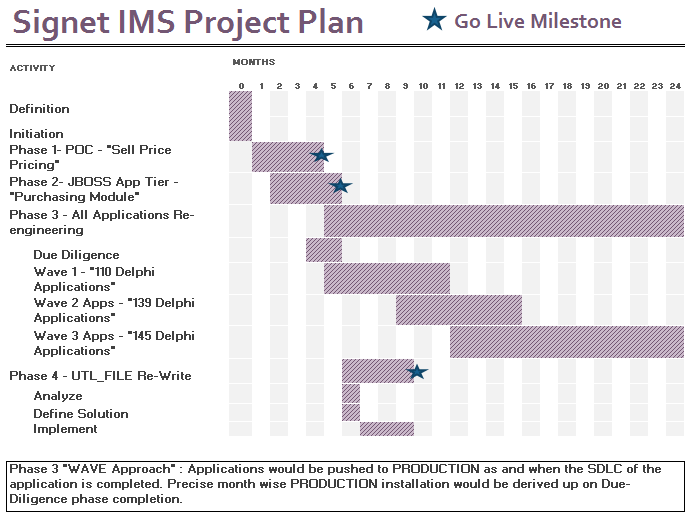 Signet IMS Project Plan
Go Live Milestone
MONTHS
ACTIVITY
0 1 2 3 4 5 6 7 8 9 10 11 12 13 14 15 16 17 18 19 20 21 22 23 24
Definition
Initiation
Phase 1- POC - "Sell Price
Pricing"
Phase 2- JBOSS App Tier -
"Purchasing Module"
Phase 3 - All Applications Re-
engineering
Due Diligence
Wave 1 - "110 Delphi
Applications"
Wave 2 Apps - "139 Delphi
Applications"
Wave 3 Apps - "145 Delphi
Applications"
Phase 4 - UTL_FILE Re-Write
Analyze
Define Solution
Implement
Phase 3 "WAVE Approach" : Applications would be pushed to PRODUCTION as and when the SDLC of the
application is completed. Precise month wise PRODUCTION installation would be derived up on Due-
Diligence phase completion.